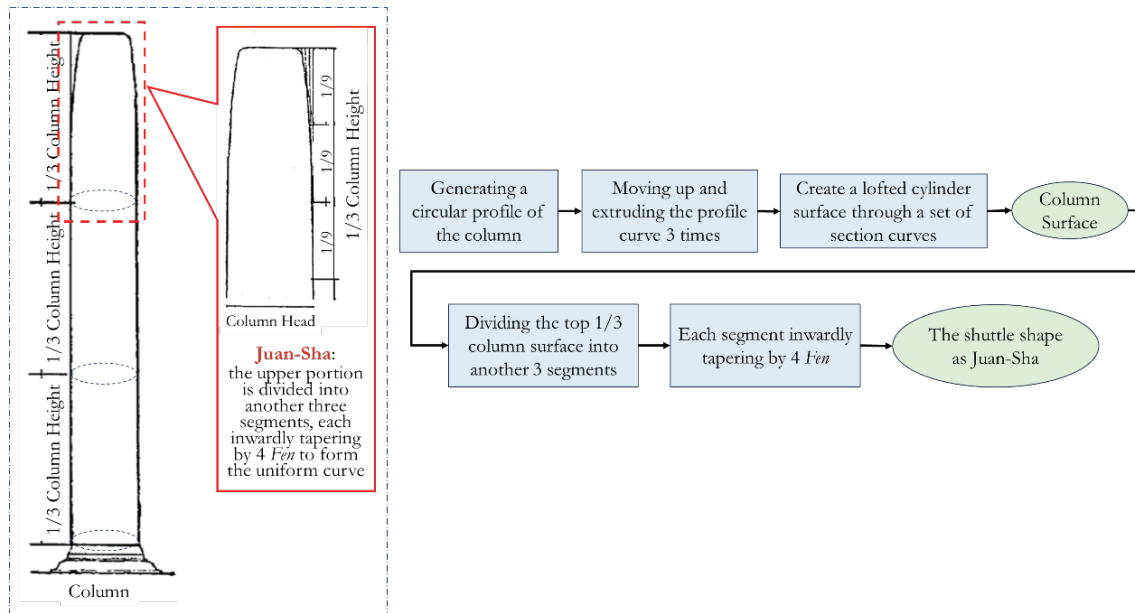 1/3 Column Height
1/3 Column Height
1/3 Column Height
Column
1/9
1/9
1/9
1/3 Column Height
Column Head
Juan-Sha:
the upper portion
is divided into
another three
segments, each
inwardly tapering
by 4 Fen to form
the uniform curve
Generating a
circular profile of
the column
Moving up and
extruding the profile
curve 3 times
Create a lofted cylinder
surface through a set of
section curves
Column
Surface
Dividing the top 1/3
column surface into
another 3 segments
Each segment inwardly
tapering by 4 Fen
The shuttle shape
as Juan-Sha